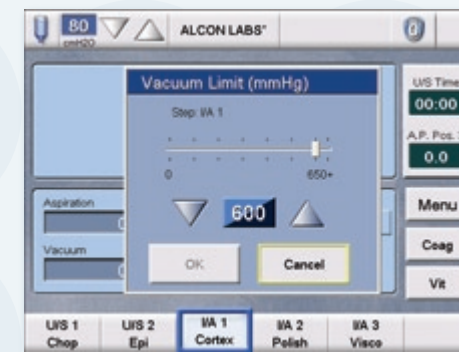 80
cmH2O
ALCON LABS"
Vacuum Limit (mmHg)
Step: I/A 1
0
650+
600
OK
Cancel
U/S Time
00:00
A.P. Pos.
0.0
Aspiration
Vacuum
Menu
Coag
Vit
U/S 1
Chop
U/S 2
Epi
I/A 1
Cortex
I/A 2
Polish
I/A 3
Visco